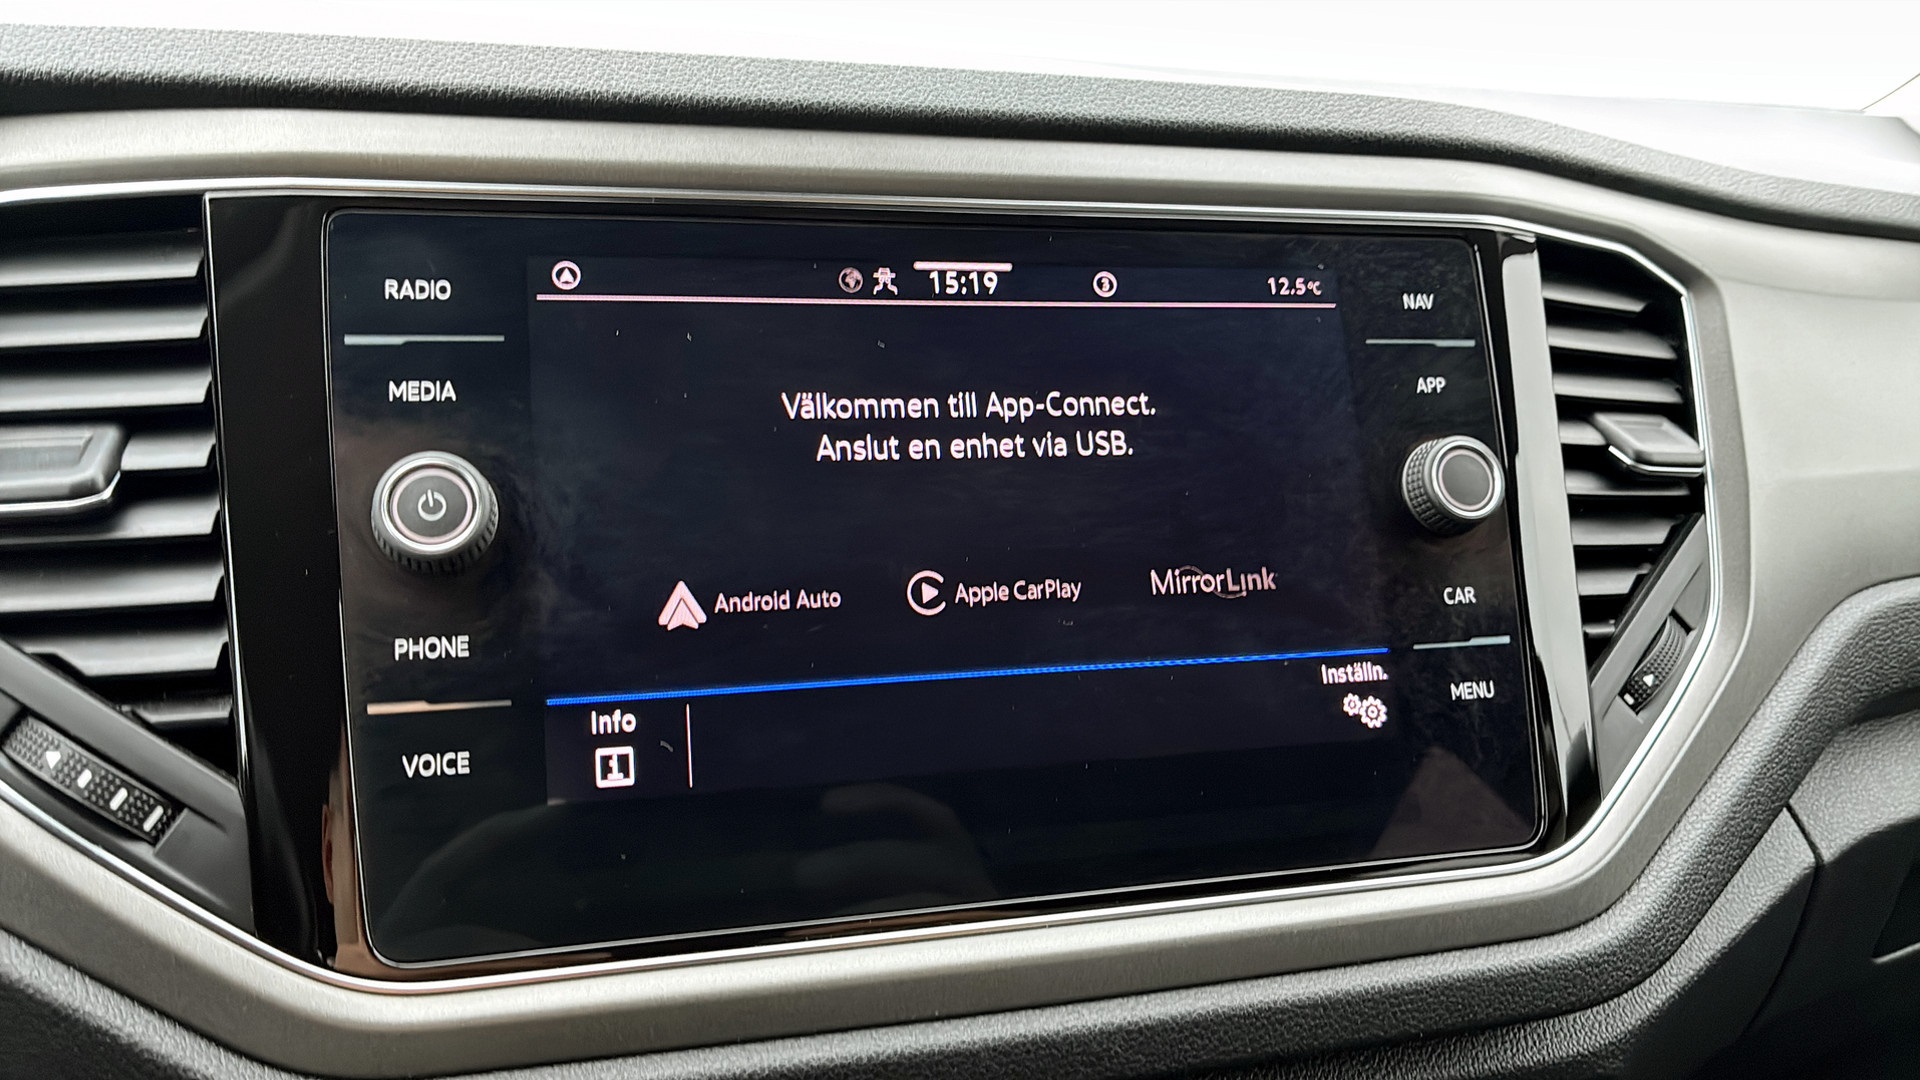 RADIO
MEDIA
PHONE
VOICE
15:19
12.5°C
Välkommen till App-Connect.
Anslut en enhet via USB.
Android Auto
Apple CarPlay
MirrorLink
Inställn.
Info
NAV
APP
CAR
MENU